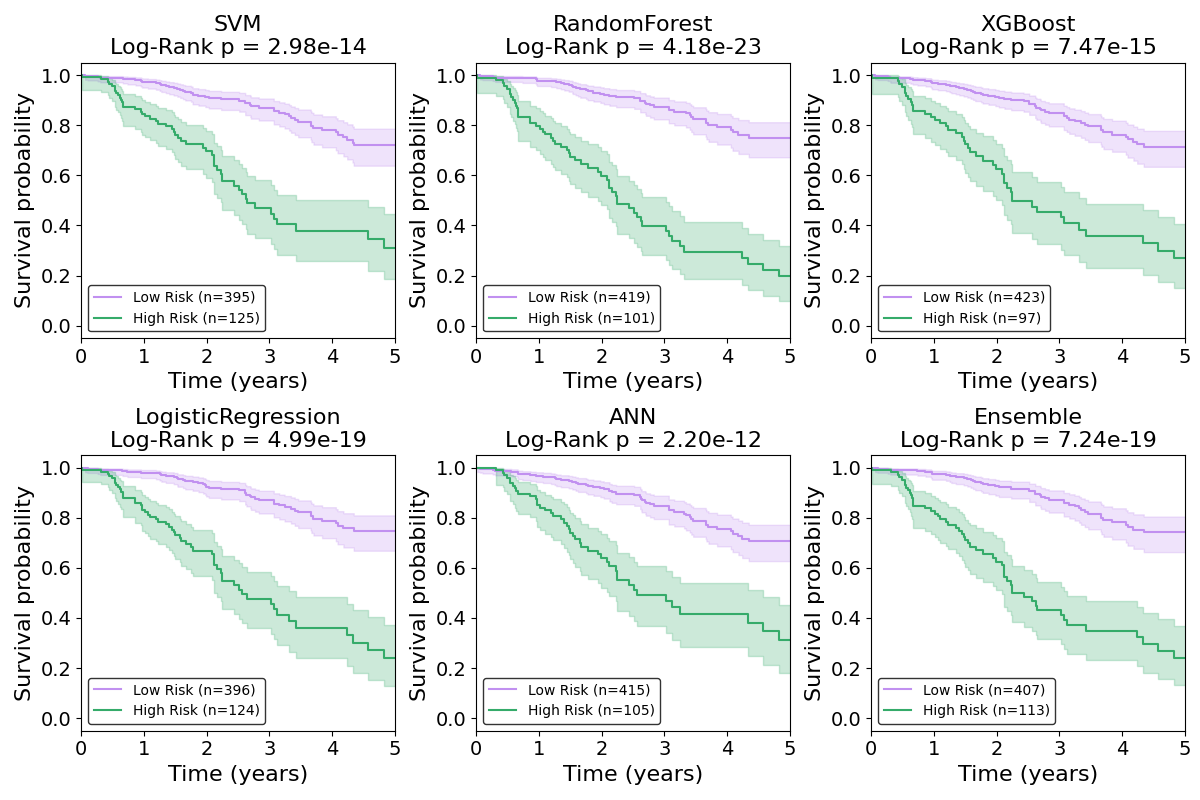 SVM
Log-Rank p = 2.98e-14
Survival probability
1.0
0.8
0.6
0.4
0.2
0.0
Low Risk (n=395)
High Risk (n=125)
0 1 2 3 4 5
Time (years)
RandomForest
Log-Rank p = 4.18e-23
Survival probability
1.0
0.8
0.6
0.4
0.2
0.0
Low Risk (n=419)
High Risk (n=101)
0 1 2 3 4 5
Time (years)
XGBoost
Log-Rank p = 7.47e-15
Survival probability
1.0
0.8
0.6
0.4
0.2
0.0
Low Risk (n=423)
High Risk (n=97)
0 1 2 3 4 5
Time (years)
LogisticRegression
Log-Rank p = 4.99e-19
Survival probability
1.0
0.8
0.6
0.4
0.2
0.0
Low Risk (n=396)
High Risk (n=124)
0 1 2 3 4 5
Time (years)
ANN
Log-Rank p = 2.20e-12
Survival probability
1.0
0.8
0.6
0.4
0.2
0.0
Low Risk (n=415)
High Risk (n=105)
0 1 2 3 4 5
Time (years)
Ensemble
Log-Rank p = 7.24e-19
Survival probability
1.0
0.8
0.6
0.4
0.2
0.0
Low Risk (n=407)
High Risk (n=113)
0 1 2 3 4 5
Time (years)